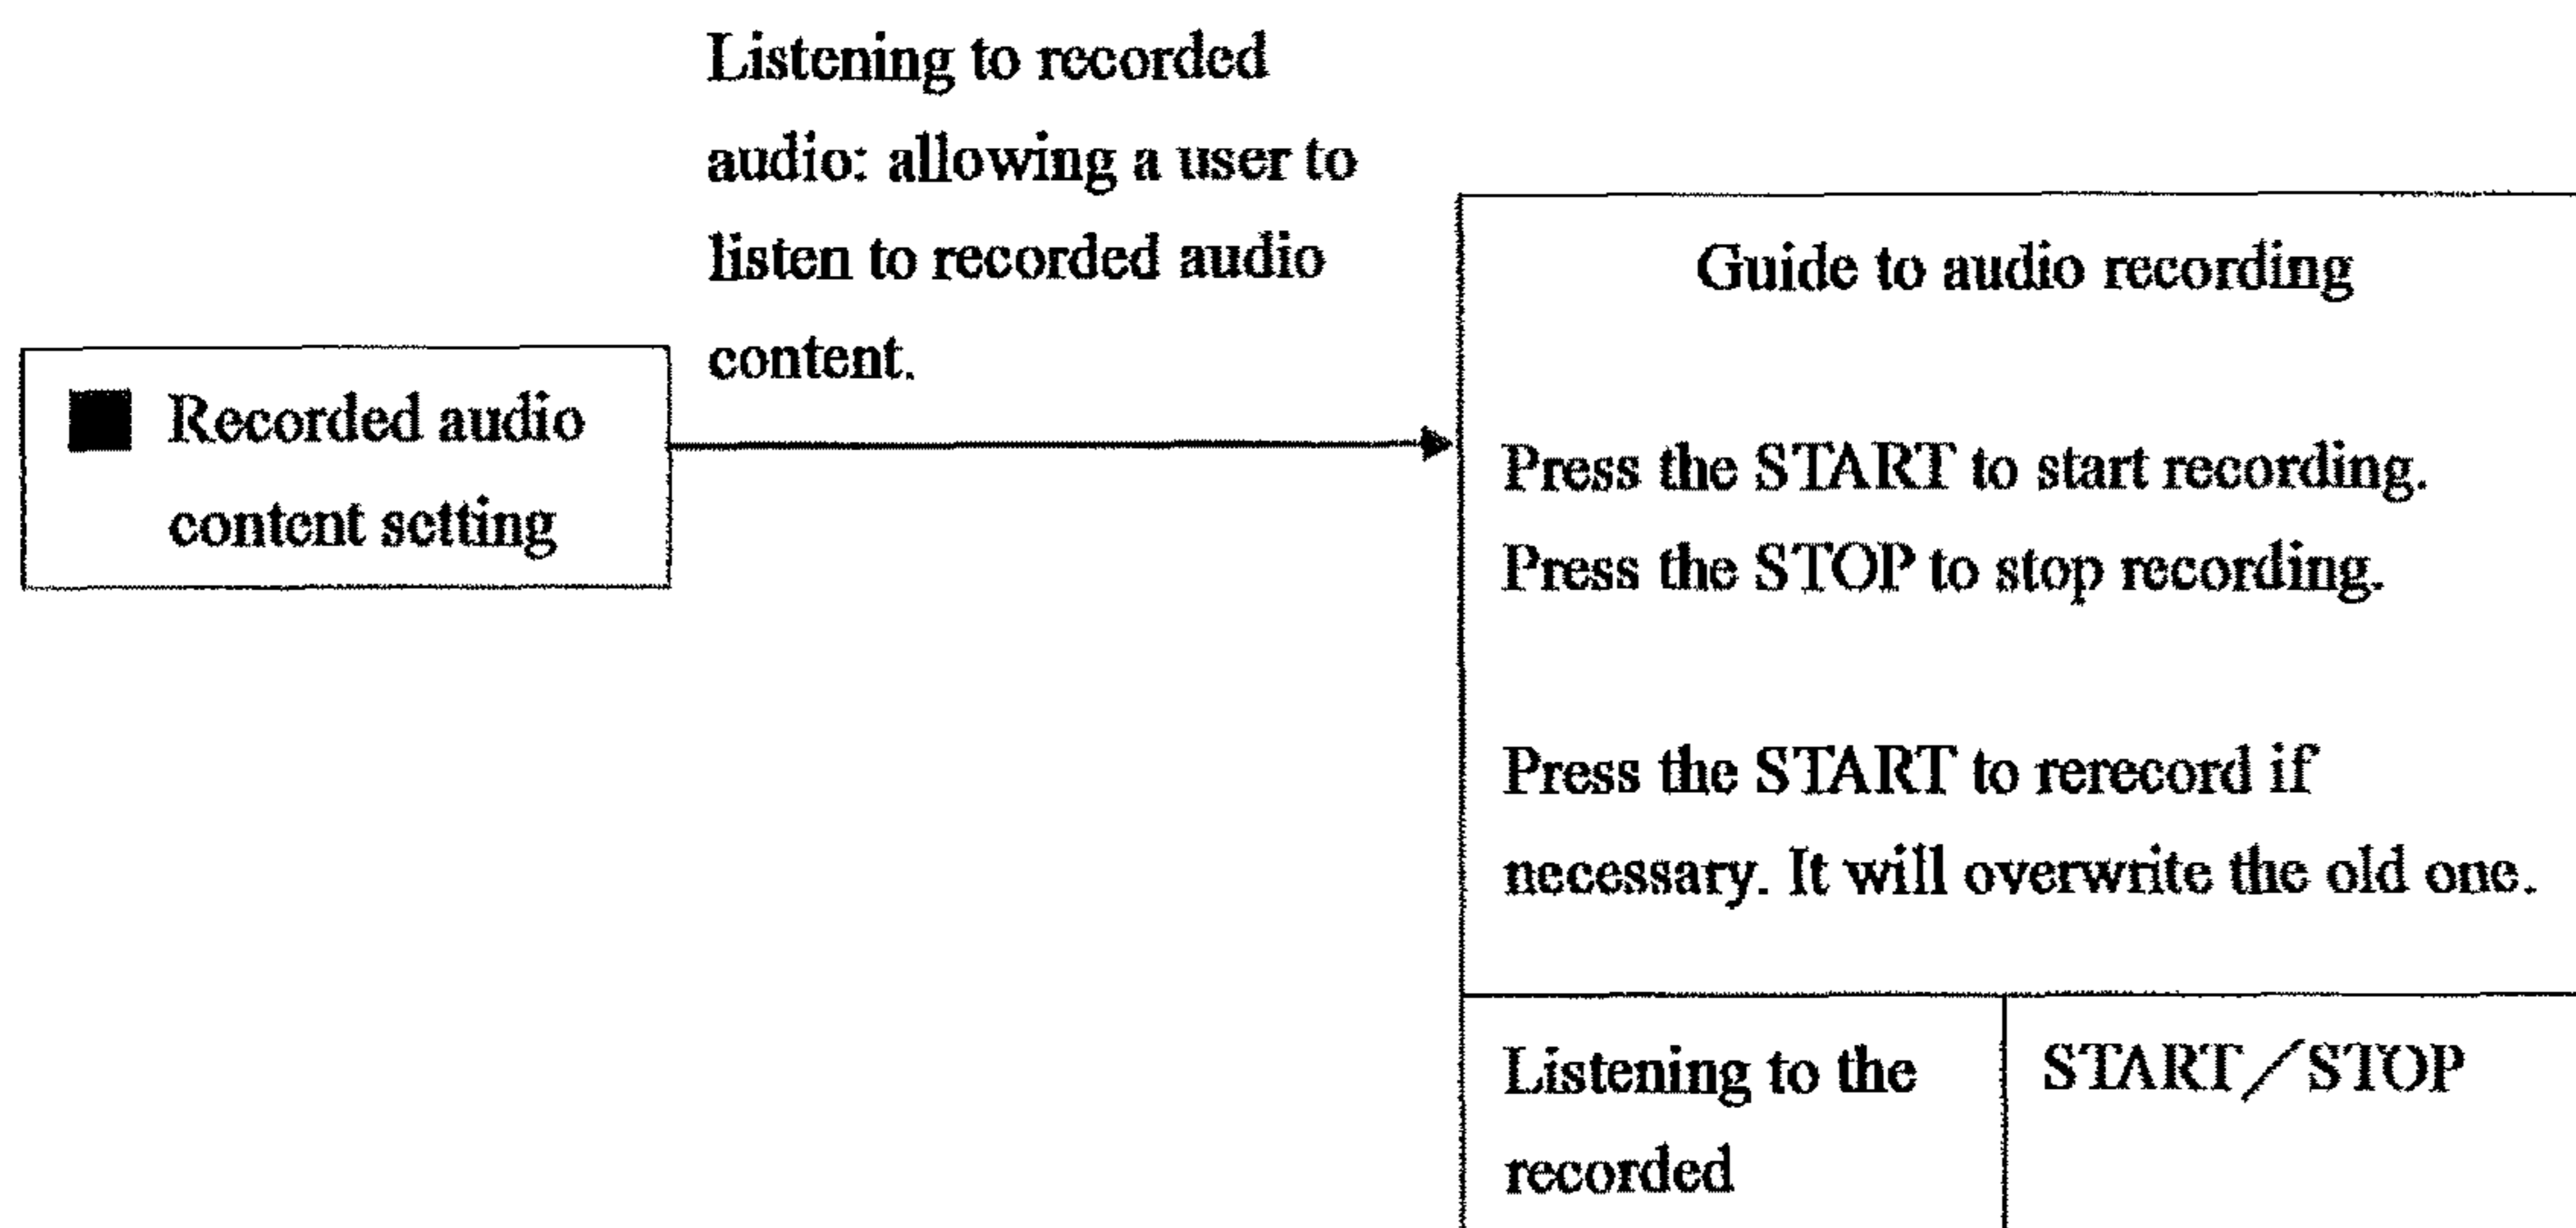 Listening to recorded
audio: allowing a user to
listen to recorded audio
content.
Recorded audio
content setting
Guide to audio recording
Press the START to start recording.
Press the STOP to stop recording.
Press the START to rerecord if
necessary. It will overwrite the old one.
Listening to the
recorded
START/STOP